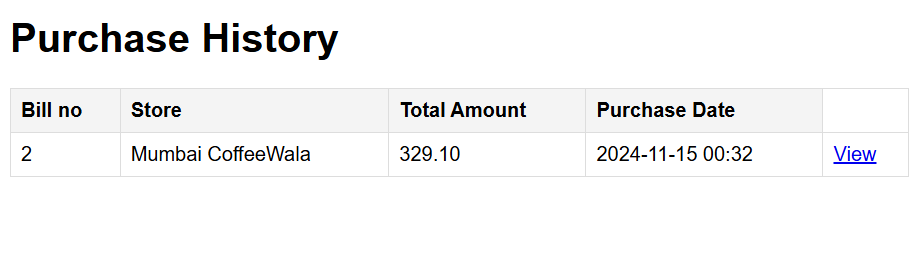 Purchase History
Bill no Store Total Amount Purchase Date
2 Mumbai CoffeeWala 329.10 2024-11-15 00:32 View